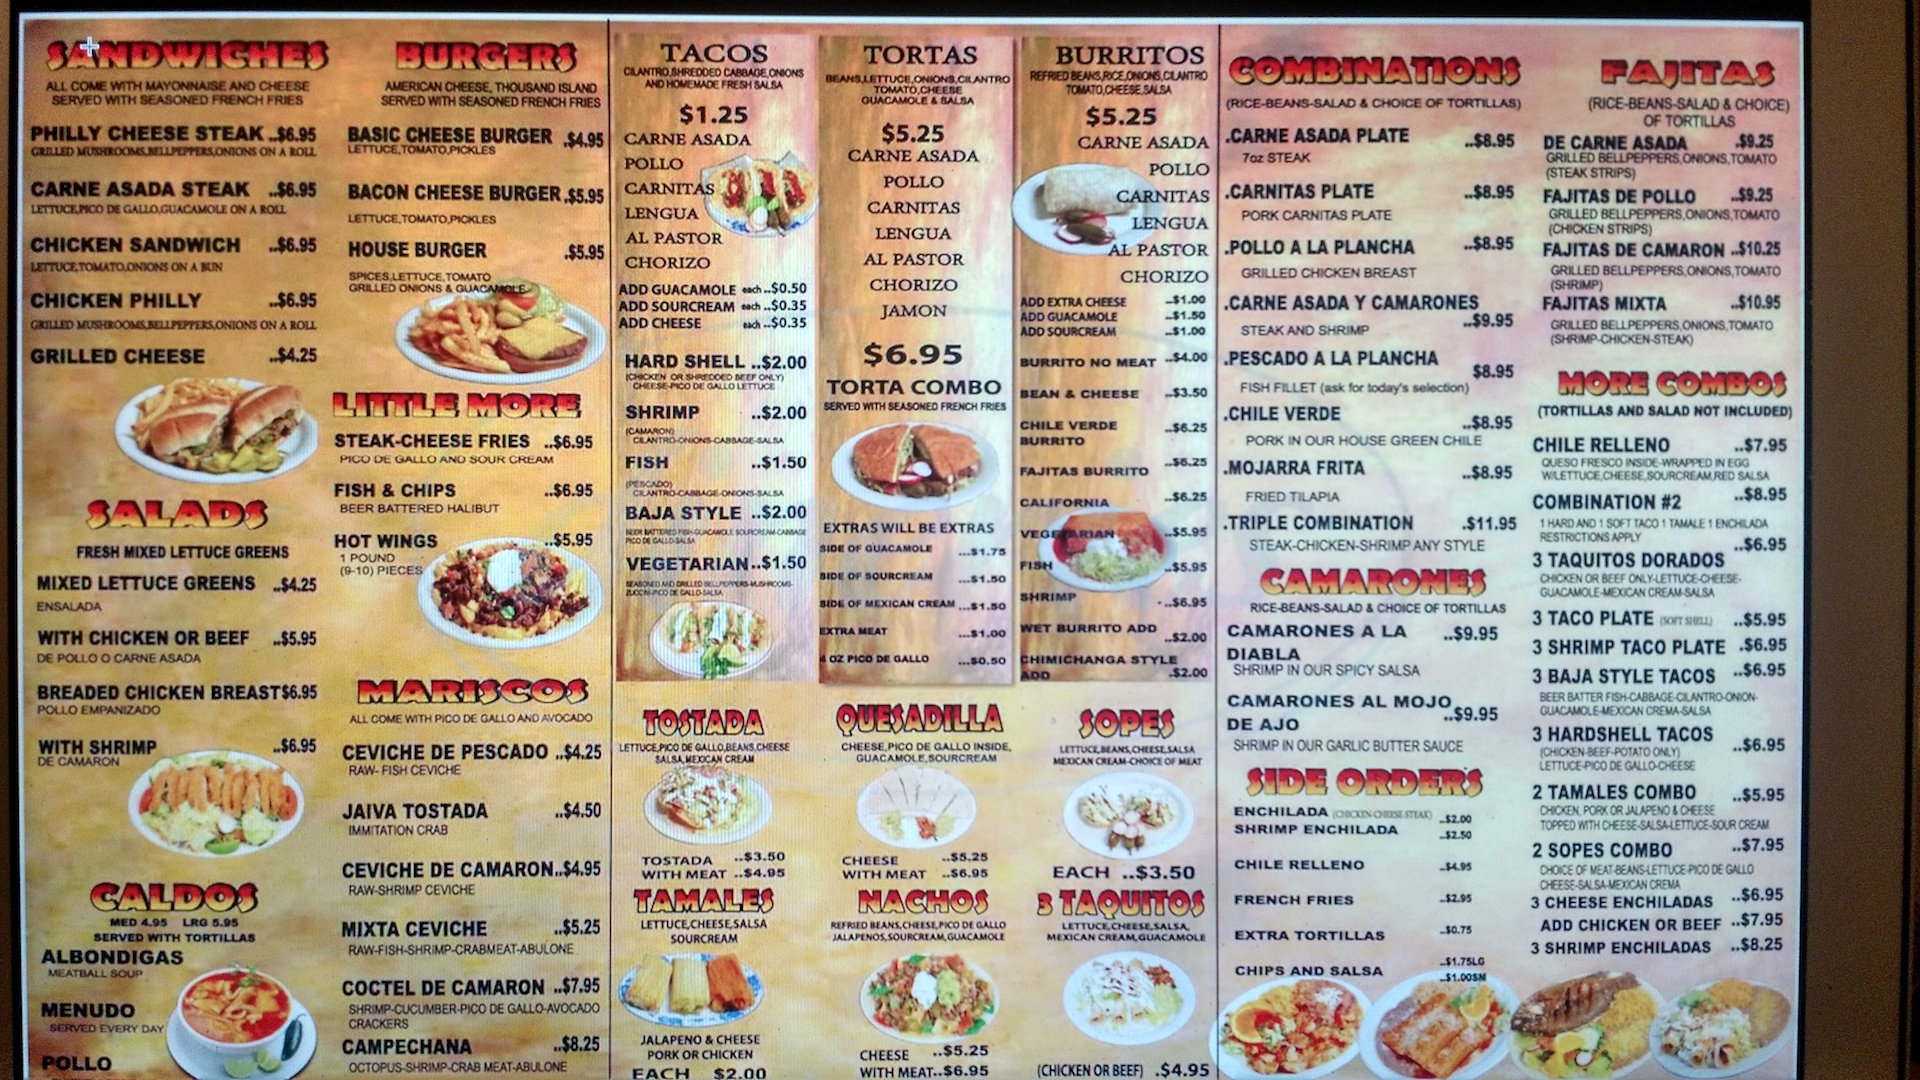 SANDWICHES
ALL COME WITH MAYONNAISE AND CHEESE
SERVED WITH SEASONED FRENCH FRIES
PHILLY CHEESE STEAK ..$6.95
GRILLED MUSHROOMS,BELLPEPPERS,ONIONS ON A ROLL
CARNE ASADA STEAK ..$6.95
LETTUCE,PICO DE GALLO,GUACAMOLE ON A ROLL
CHICKEN SANDWICH ..$6.95
LETTUCE,TOMATO,ONIONS ON A BUN
CHICKEN PHILLY ..$6.95
GRILLED MUSHROOMS,BELLPEPPERS,ONIONS ON A ROLL
GRILLED CHEESE ..$4.25
SALADS
FRESH MIXED LETTUCE GREENS
MIXED LETTUCE GREENS ..$4.25
ENSALADA
WITH CHICKEN OR BEEF ..$5.95
DE POLLO O CARNE ASADA
BREADED CHICKEN BREAST$6.95
POLLO EMPANIZADO
WITH SHRIMP ..$6.95
DE CAMARON
CALDOS
MED 4.95 LRG 5.95
SERVED WITH TORTILLAS
ALBONDIGAS
MEATBALL SOUP
MENUDO
SERVED EVERY DAY
POLLO
BURGERS
AMERICAN CHEESE, THOUSAND ISLAND
SERVED WITH SEASONED FRENCH FRIES
BASIC CHEESE BURGER ..$4.95
LETTUCE,TOMATO,PICKLES
BACON CHEESE BURGER.$5.95
LETTUCE,TOMATO,PICKLES
HOUSE BURGER .$5.95
SPICES,LETTUCE,TOMATO
GRILLED ONIONS & GUACAMOLE
LITTLE MORE
STEAK-CHEESE FRIES ..$6.95
PICO DE GALLO AND SOUR CREAM
FISH & CHIPS ..$6.95
BEER BATTERED HALIBUT
HOT WINGS ..$5.95
1 POUND
(9-10) PIECES
MARISCOS
ALL COME WITH PICO DE GALLO AND AVOCADO
CEVICHE DE PESCADO ..$4.25
RAW- FISH CEVICHE
JAIVA TOSTADA ..$4.50
IMMITATION CRAB
CEVICHE DE CAMARON..$4.95
RAW-SHRIMP CEVICHE
MIXTA CEVICHE ..$5.25
RAW-FISH-SHRIMP-CRABMEAT-ABULONE
COCTEL DE CAMARON ..$7.95
SHRIMP-CUCUMBER-PICO DE GALLO-AVOCADO
CRACKERS
CAMPECHANA ..$8.25
OCTOPUS-SHRIMP-CRAB MEAT-ABULONE
TACOS
CILANTRO,SHREDDED CABBAGE,ONIONS
AND HOMEMADE FRESH SALSA
$1.25
CARNE ASADA
POLLO
CARNITAS
LENGUA
AL PASTOR
CHORIZO
ADD GUACAMOLE each ..$0.50
ADD SOURCREAM each ..$0.35
ADD CHEESE each ..$0.35
HARD SHELL ..$2.00
(CHICKEN OR SHREDDED BEEF ONLY)
CHEESE-PICO DE GALLO LETTUCE
SHRIMP ..$2.00
(CAMARON)
CILANTRO-ONIONS-CABBAGE-SALSA
FISH ..$1.50
(PESCADO)
CILANTRO-CABBAGE-ONIONS-SALSA
BAJA STYLE ..$2.00
BEER BATTERED FISH-GUACAMOLE SOURCREAM-CABBAGE
PICO DE GALLO-SALSA
VEGETARIAN..$1.50
SEASONED AND GRILLED BELLPEPPERS-MUSHROOMS-
ZUCCINI-PICO DE GALLO-SALSA
TORTAS
BEANS,LETTUCE,ONIONS,CILANTRO
TOMATO,CHEESE
GUACAMOLE & SALSA
$5.25
CARNE ASADA
POLLO
CARNITAS
LENGUA
AL PASTOR
CHORIZO
JAMON
$6.95
TORTA COMBO
SERVED WITH SEASONED FRENCH FRIES
EXTRAS WILL BE EXTRAS
SIDE OF GUACAMOLE ...$1.75
SIDE OF SOURCREAM ...$1.50
SIDE OF MEXICAN CREAM ...$1.50
EXTRA MEAT ...$1.00
4 OZ PICO DE GALLO ...$0.50
BURRITOS
REFRIED BEANS,RICE,ONIONS,CILANTRO
TOMATO,CHEESE,SALSA
$5.25
CARNE ASADA
POLLO
CARNITAS
LENGUA
AL PASTOR
CHORIZO
ADD EXTRA CHEESE ..$1.00
ADD GUACAMOLE ..$1.50
ADD SOURCREAM ..$1.00
BURRITO NO MEAT ..$4.00
BEAN & CHEESE ..$3.50
CHILE VERDE
BURRITO ..$6.25
FAJITAS BURRITO ..$6.25
CALIFORNIA ..$6.25
VEGETARIAN ..$5.95
FISH ..$5.95
SHRIMP ..$6.95
WET BURRITO ADD ..$2.00
CHIMICHANGA STYLE
ADD .$2.00
TOSTADA
LETTUCE,PICO DE GALLO,BEANS,CHEESE
SALSA,MEXICAN CREAM
TOSTADA ..$3.50
WITH MEAT ..$4.95
QUESADILLA
CHEESE,PICO DE GALLO INSIDE,
GUACAMOLE,SOURCREAM
CHEESE ..$5.25
WITH MEAT ..$6.95
SOPES
LETTUCE,BEANS,CHEESE,SALSA
MEXICAN CREAM-CHOICE OF MEAT
EACH ..$3.50
TAMALES
LETTUCE,CHEESE,SALSA
SOURCREAM
JALAPENO & CHEESE
PORK OR CHICKEN
EACH $2.00
NACHOS
REFRIED BEANS,CHEESE,PICO DE GALLO
JALAPENOS,SOURCREAM,GUACAMOLE
CHEESE ..$5.25
WITH MEAT..$6.95
3 TAQUITOS
LETTUCE,CHEESE,SALSA,
MEXICAN CREAM,GUACAMOLE
(CHICKEN OR BEEF) .$4.95
COMBINATIONS
(RICE-BEANS-SALAD & CHOICE OF TORTILLAS)
.CARNE ASADA PLATE ..$8.95
7oz STEAK
.CARNITAS PLATE ..$8.95
PORK CARNITAS PLATE
.POLLO A LA PLANCHA ..$8.95
GRILLED CHICKEN BREAST
.CARNE ASADA Y CAMARONES
STEAK AND SHRIMP ..$9.95
.PESCADO A LA PLANCHA $8.95
FISH FILLET (ask for today's selection)
.CHILE VERDE ..$8.95
PORK IN OUR HOUSE GREEN CHILE
.MOJARRA FRITA ..$8.95
FRIED TILAPIA
.TRIPLE COMBINATION .$11.95
STEAK-CHICKEN-SHRIMP ANY STYLE
CAMARONES
RICE-BEANS-SALAD & CHOICE OF TORTILLAS
CAMARONES A LA ..$9.95
DIABLA
SHRIMP IN OUR SPICY SALSA
CAMARONES AL MOJO
DE AJO ..$9.95
SHRIMP IN OUR GARLIC BUTTER SAUCE
SIDE ORDERS
ENCHILADA (CHICKEN-CHEESE-STEAK) ..$2.00
SHRIMP ENCHILADA ..$2.50
CHILE RELLENO ..$4.95
FRENCH FRIES ..$2.95
EXTRA TORTILLAS ..$0.75
CHIPS AND SALSA ..$1.75LG
..$1.00SM
FAJITAS
(RICE-BEANS-SALAD & CHOICE)
OF TORTILLAS
DE CARNE ASADA .$9.25
GRILLED BELLPEPPERS,ONIONS,TOMATO
(STEAK STRIPS)
FAJITAS DE POLLO ..$9.25
GRILLED BELLPEPPERS,ONIONS,TOMATO
(CHICKEN STRIPS)
FAJITAS DE CAMARON ..$10.25
GRILLED BELLPEPPERS,ONIONS,TOMATO
(SHRIMP)
FAJITAS MIXTA ..$10.95
GRILLED BELLPEPPERS,ONIONS,TOMATO
(SHRIMP-CHICKEN-STEAK)
MORE COMBOS
(TORTILLAS AND SALAD NOT INCLUDED)
CHILE RELLENO ..$7.95
QUESO FRESCO INSIDE-WRAPPED IN EGG
W/LETTUCE,CHEESE,SOURCREAM,RED SALSA
COMBINATION #2 ..$8.95
1 HARD AND 1 SOFT TACO 1 TAMALE 1 ENCHILADA
RESTRICTIONS APPLY
3 TAQUITOS DORADOS ..$6.95
CHICKEN OR BEEF ONLY-LETTUCE-CHEESE-
GUACAMOLE-MEXICAN CREAM-SALSA
3 TACO PLATE (SOFT SHELL) ..$5.95
3 SHRIMP TACO PLATE .$6.95
3 BAJA STYLE TACOS ..$6.95
BEER BATTER FISH-CABBAGE-CILANTRO-ONION-
GUACAMOLE-MEXICAN CREMA-SALSA
3 HARDSHELL TACOS ..$6.95
(CHICKEN-BEEF-POTATO ONLY)
LETTUCE-PICO DE GALLO-CHEESE
2 TAMALES COMBO ..$5.95
CHICKEN, PORK OR JALAPENO & CHEESE
TOPPED WITH CHEESE-SALSA-LETTUCE-SOUR CREAM
2 SOPES COMBO ..$7.95
CHOICE OF MEAT-BEANS-LETTUCE-PICO DE GALLO
CHEESE-SALSA-MEXICAN CREMA
3 CHEESE ENCHILADAS ..$6.95
ADD CHICKEN OR BEEF ..$7.95
3 SHRIMP ENCHILADAS ..$8.25